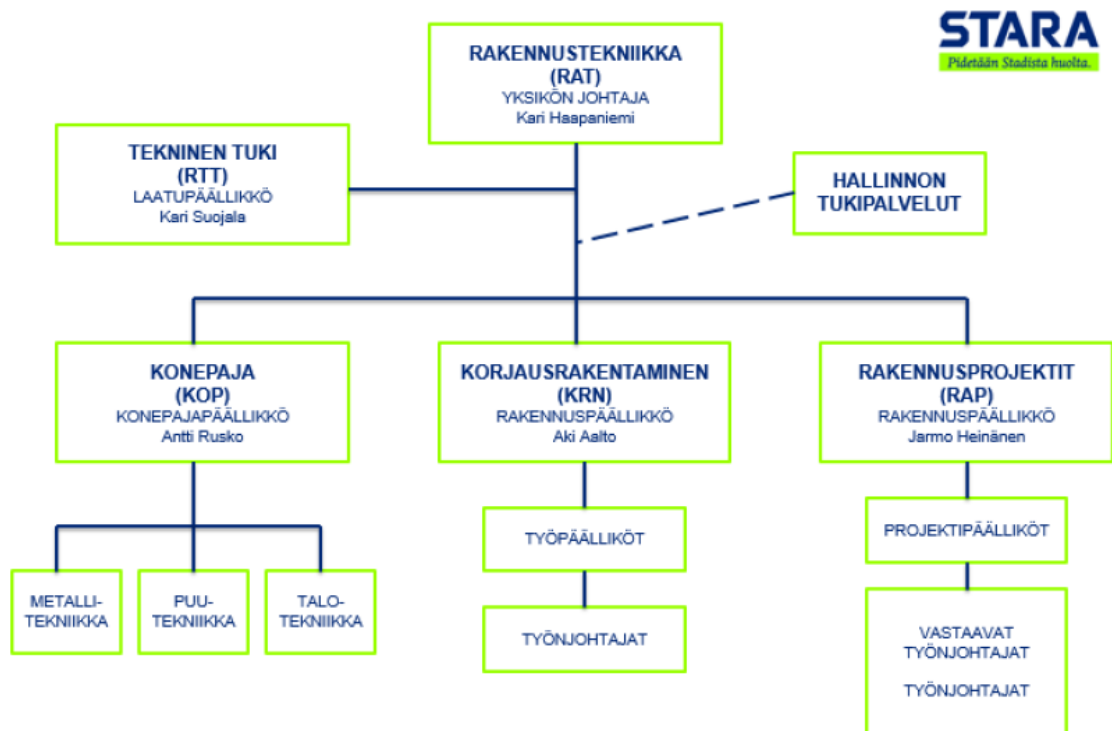 STARA
Pidetään Stadista huolta.
RAKENNUSTEKNIIKKA
(RAT)
YKSIKÖN JOHTAJA
Kari Haapaniemi
TEKNINEN TUKI
(RTT)
LAATUPÄÄLLIKKÖ
Kari Suojala
HALLINNON
TUKIPALVELUT
KONEPAJA
(KOP)
KONEPAJAPÄÄLLIKKÖ
Antti Rusko
KORJAUSRAKENTAMINEN
(KRN)
RAKENNUSPÄÄLLIKKÖ
Aki Aalto
RAKENNUSPROJEKTIT
(RAP)
RAKENNUSPÄÄLLIKKÖ
Jarmo Heinänen
METALLI-
TEKNIIKKA
PUU-
TEKNIIKKA
TALO-
TEKNIIKKA
TYÖPÄÄLLIKÖT
TYÖNJOHTAJAT
PROJEKTIPÄÄLLIKÖT
VASTAAVAT
TYÖNJOHTAJAT
TYÖNJOHTAJAT